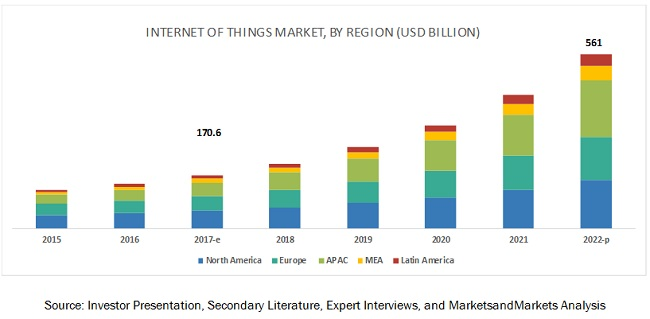 INTERNET OF THINGS MARKET, BY REGION (USD BILLION)
561
170.6
2015 2016 2017-e 2018 2019 2020 2021 2022-p
North America Europe APAC MEA Latin America
Source: Investor Presentation, Secondary Literature, Expert Interviews, and MarketsandMarkets Analysis